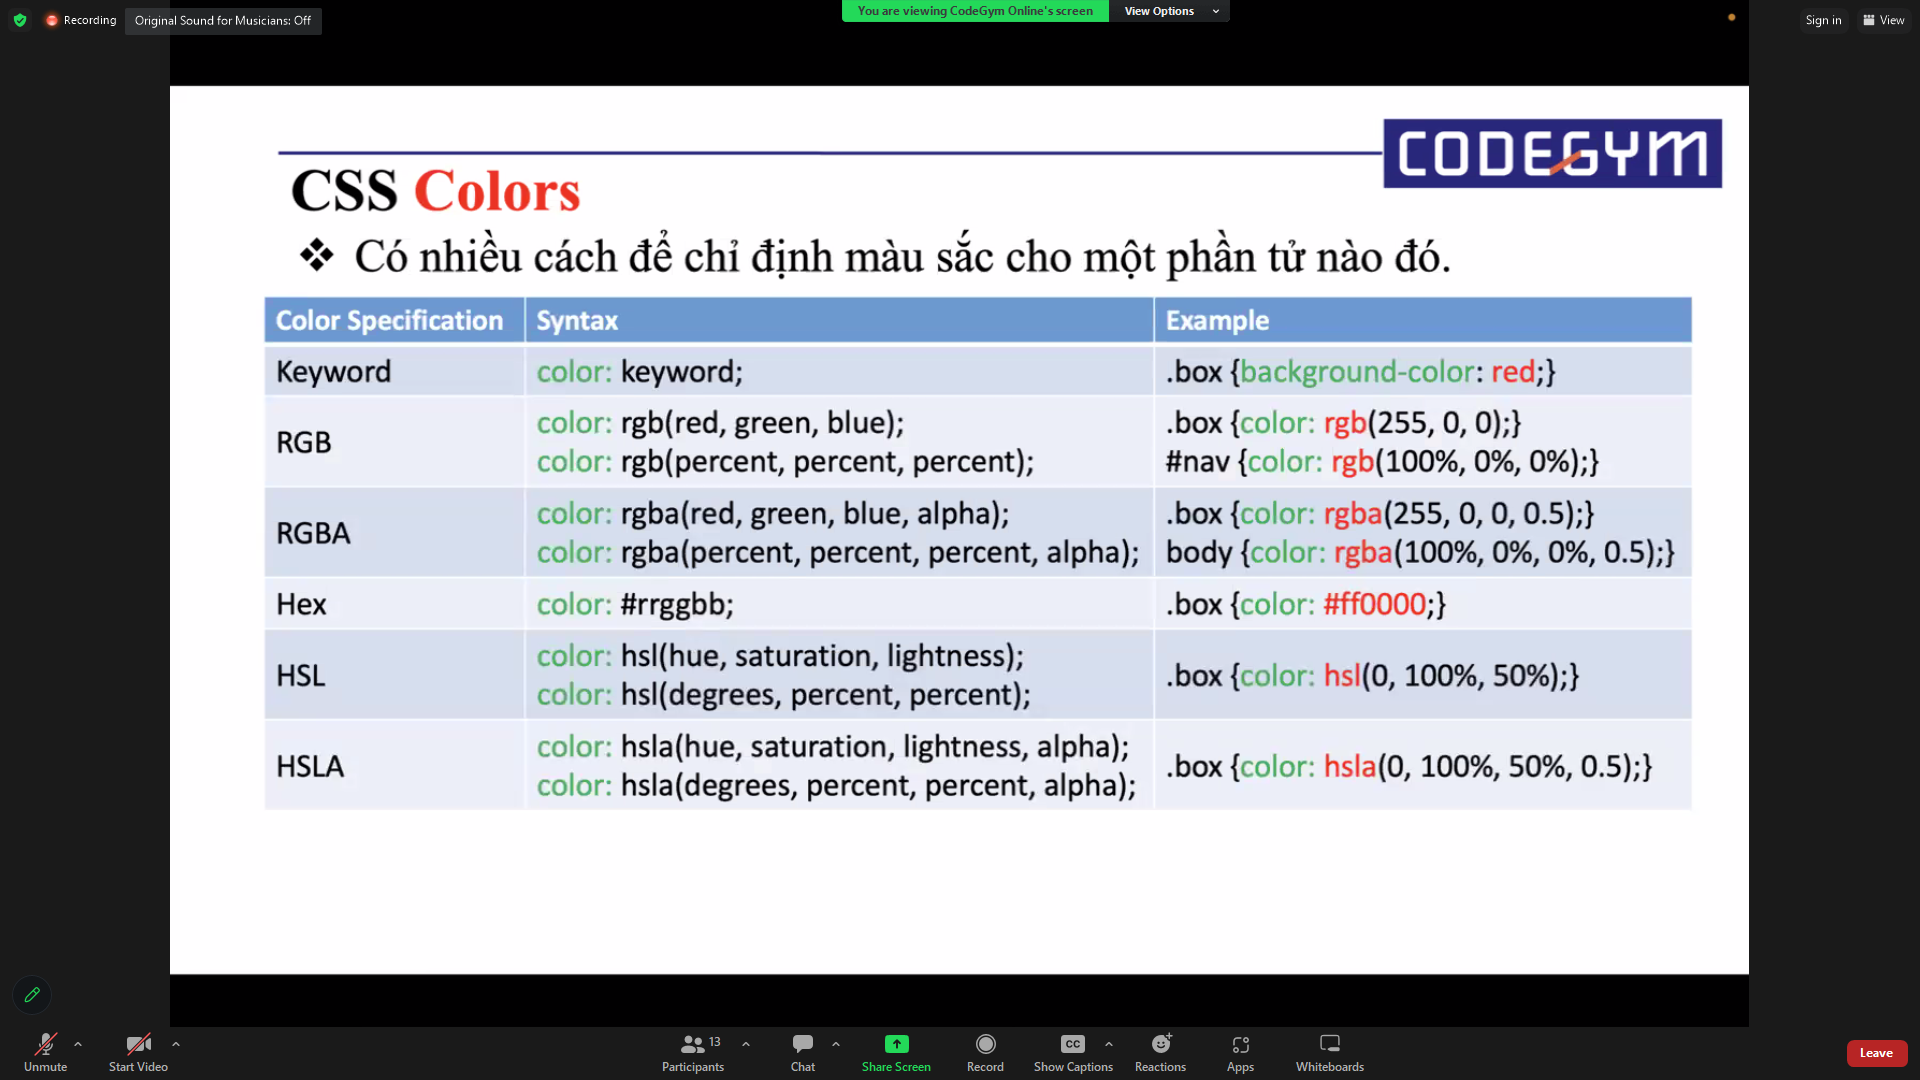 Recording
Original Sound for Musicians: Off
You are viewing CodeGym Online's screen
View Options
Sign in
View
CODEGYM
CSS Colors
❖ Có nhiều cách để chỉ định màu sắc cho một phần tử nào đó.
Color Specification Syntax Example
Keyword
color: keyword;
.box {background-color: red;}
RGB
color: rgb(red, green, blue);
color: rgb(percent, percent, percent);
.box {color: rgb(255, 0, 0);}
#nav {color: rgb(100%, 0%, 0%);}
RGBA
color: rgba(red, green, blue, alpha);
color: rgba(percent, percent, percent, alpha);
.box {color: rgba(255, 0, 0, 0.5);}
body {color: rgba(100%, 0%, 0%, 0.5);}
Hex
color: #rrggbb;
.box {color: #ff0000;}
HSL
color: hsl(hue, saturation, lightness);
color: hsl(degrees, percent, percent);
.box {color: hsl(0, 100%, 50%);}
HSLA
color: hsla(hue, saturation, lightness, alpha);
color: hsla(degrees, percent, percent, alpha);
.box {color: hsla(0, 100%, 50%, 0.5);}
Unmute
Start Video
13
Participants
Chat
Share Screen
Record
CC
Show Captions
Reactions
Apps
Whiteboards
Leave